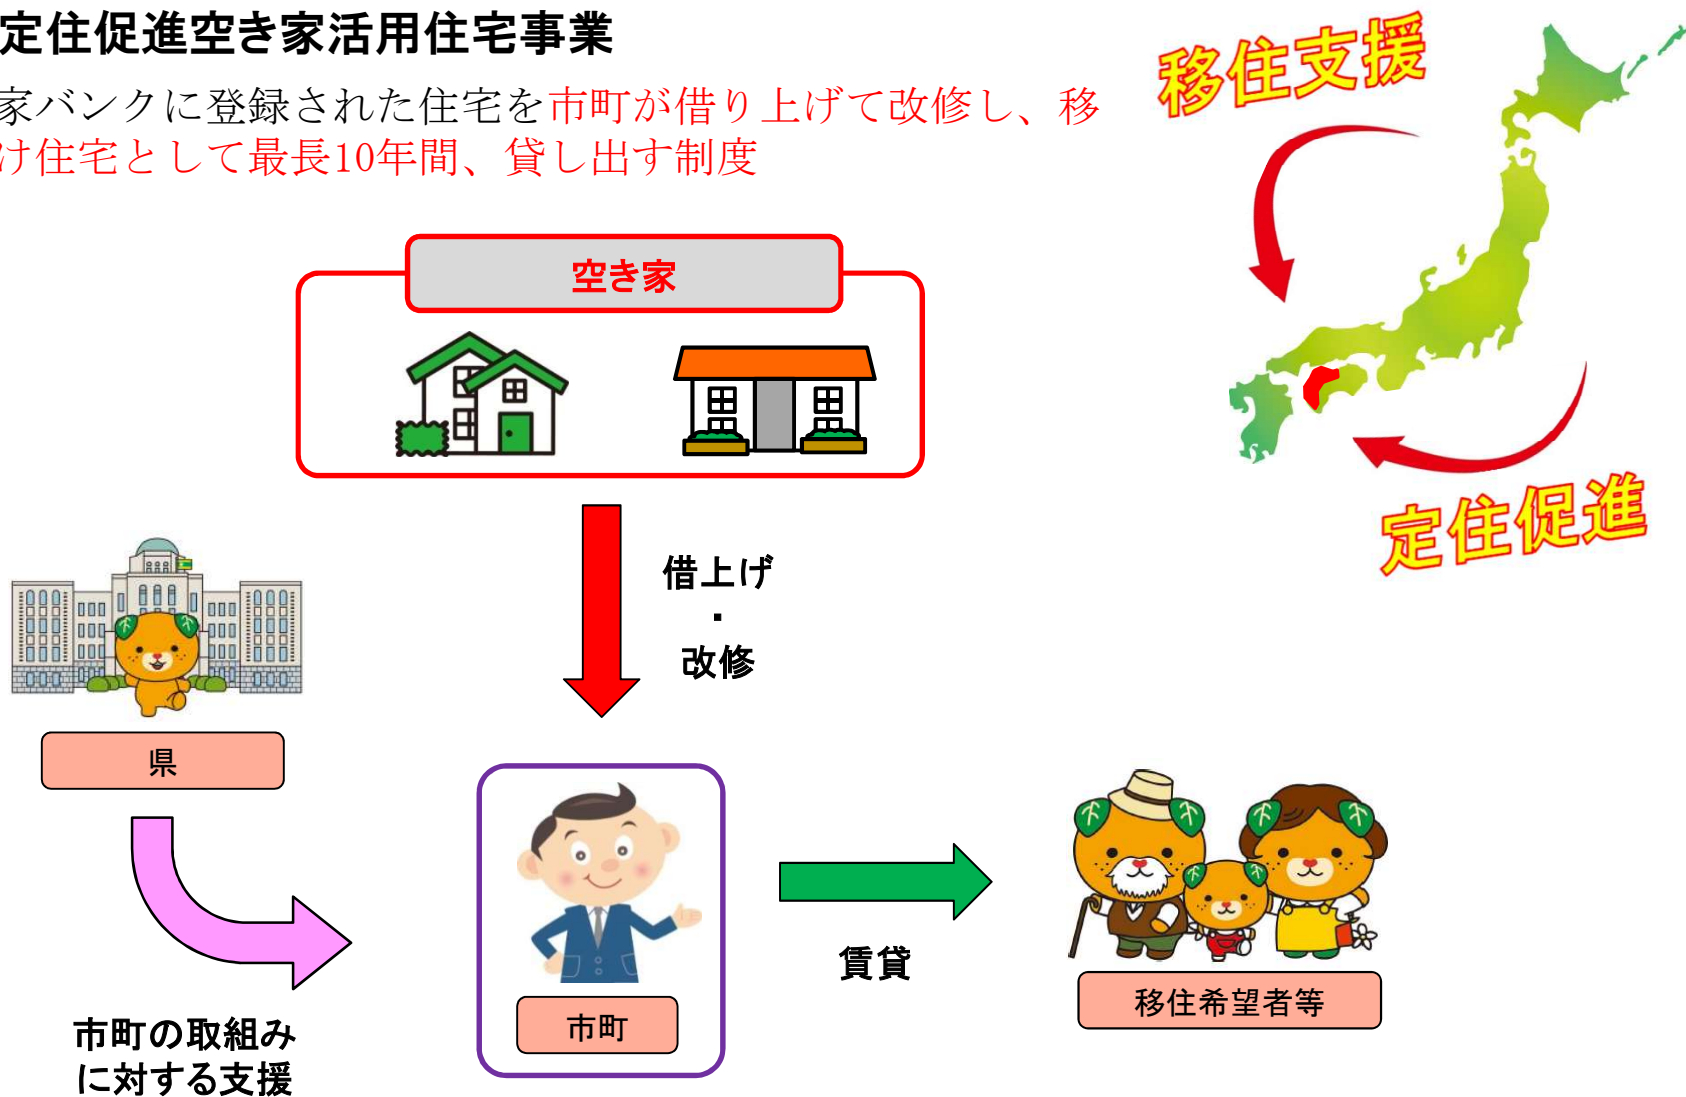 定住促進空き家活用住宅事業
家バンクに登録された住宅を市町が借り上げて改修し、移
け住宅として最長10年間、貸し出す制度
移住支援
定住促進
空き家
借上げ
・
改修
県
市町の取組み
に対する支援
市町
賃貸
移住希望者等